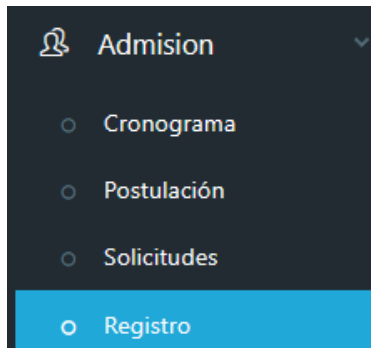 Admision
Cronograma
Postulación
Solicitudes
Registro